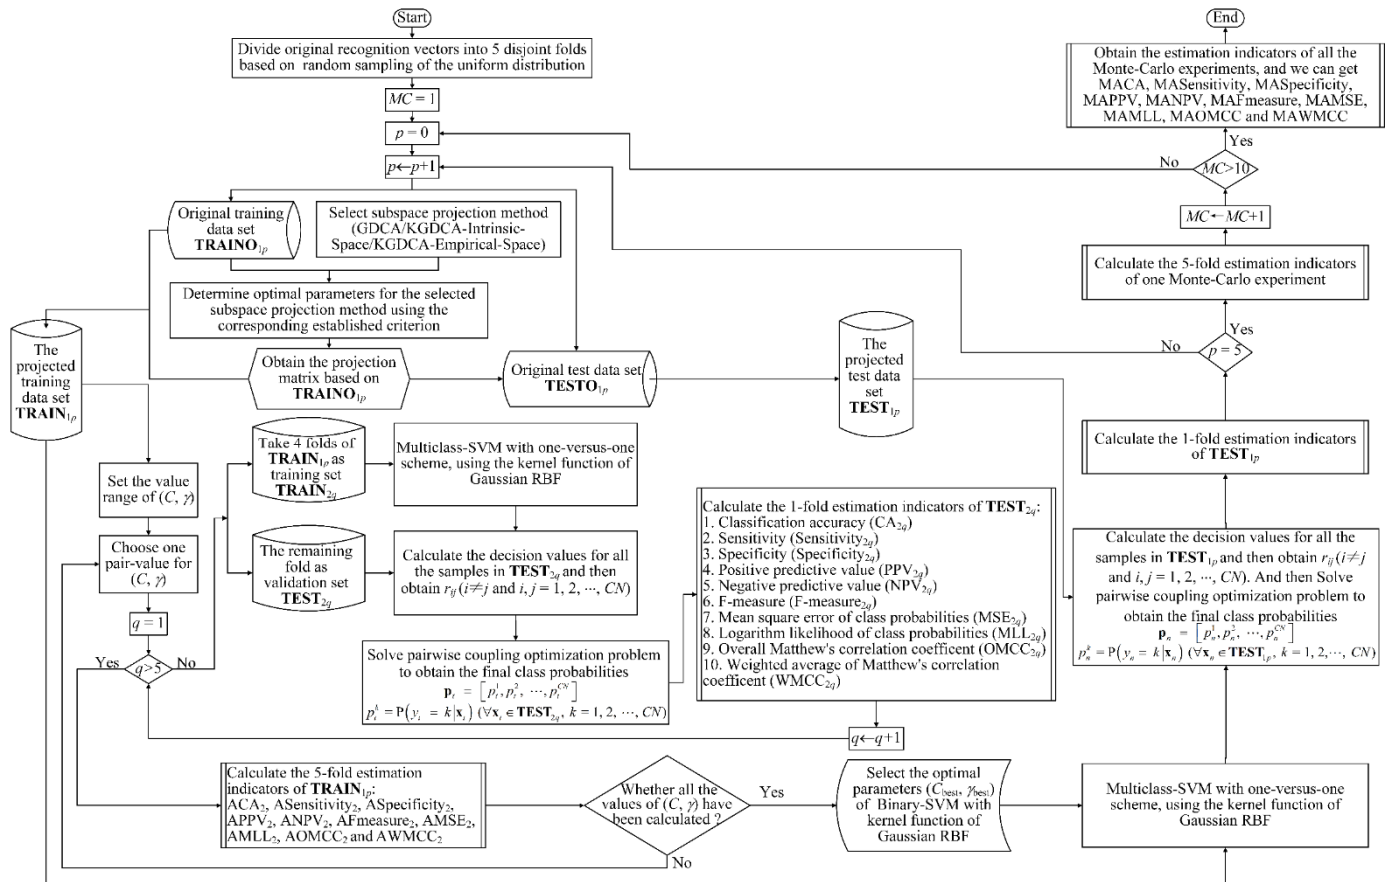 Start
Divide original recognition vectors into 5 disjoint folds
based on random sampling of the uniform distribution
MC = 1
p = 0
p←p+1
Original training
data set
TRAINO1p
Select subspace projection method
(GDCA/KGDCA-Intrinsic-
Space/KGDCA-Empirical-Space)
Determine optimal parameters for the selected
subspace projection method using the
corresponding established criterion
Obtain the projection
matrix based on
TRAINO1p
Original test data set
TESTO1p
The
projected
test data
set
TEST1p
The
projected
training
data set
TRAIN1p
Set the value
range of (C, γ)
Choose one
pair-value for
(C, γ)
q = 1
q>5
Yes
No
Take 4 folds of
TRAIN1p as
training set
TRAIN2q
The remaining
fold as
validation set
TEST2q
Multiclass-SVM with one-versus-one
scheme, using the kernel function of
Gaussian RBF
Calculate the decision values for all
the samples in TEST2q and then
obtain rij (i≠j and i, j = 1, 2, ···, CN)
Solve pairwise coupling optimization problem
to obtain the final class probabilities
pt = [pt1, pt2, ···, ptCN]
ptk = P(yt = k|xt) (∀xt∈TEST2q, k = 1, 2, ···, CN)
Calculate the 1-fold estimation indicators of TEST2q:
1. Classification accuracy (CA2q)
2. Sensitivity (Sensitivity2q)
3. Specificity (Specificity2q)
4. Positive predictive value (PPV2q)
5. Negative predictive value (NPV2q)
6. F-measure (F-measure2q)
7. Mean square error of class probabilities (MSE2q)
8. Logarithm likelihood of class probabilities (MLL2q)
9. Overall Matthew's correlation coefficent (OMCC2q)
10. Weighted average of Matthew's correlation
coefficent (WMCC2q)
q←q+1
Calculate the 5-fold estimation
indicators of TRAIN1p:
ACA2, ASensitivity2, ASpecificity2,
APPV2, ANPV2, AFmeasure2, AMSE2,
AMLL2, AOMCC2 and AWMCC2
Whether all the
values of (C, γ) have
been calculated ?
Yes
No
Select the optimal
parameters (Cbest, γbest)
of Binary-SVM with
kernel function of
Gaussian RBF
Multiclass-SVM with one-versus-one
scheme, using the kernel function of
Gaussian RBF
Calculate the decision values for all the
samples in TEST1p and then obtain rij (i≠j
and i, j = 1, 2, ···, CN). And then Solve
pairwise coupling optimization problem to
obtain the final class probabilities
pn = [pn1, pn2, ···, pnCN]
pnk = P(yn = k|xn) (∀xn∈TEST1p, k = 1, 2, ···, CN)
Calculate the 1-fold estimation indicators
of TEST1p
p = 5
No
Yes
Calculate the 5-fold estimation indicators
of one Monte-Carlo experiment
MC←MC+1
MC>10
No
Yes
Obtain the estimation indicators of all the
Monte-Carlo experiments, and we can get
MACA, MASensitivity, MASpecificity,
MAPPV, MANPV, MAFmeasure, MAMSE,
MAMLL, MAOMCC and MAWMCC
End